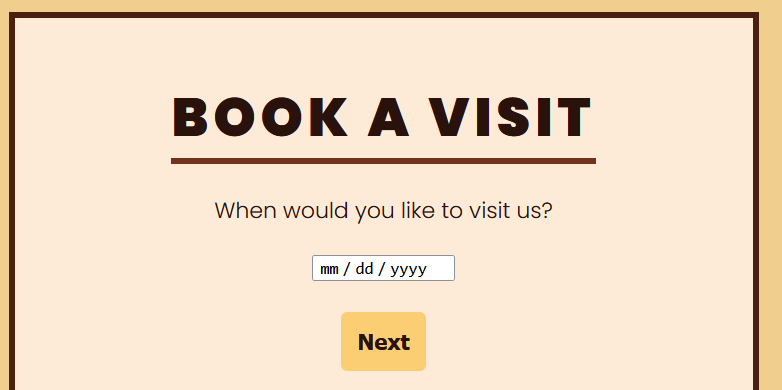 BOOK A VISIT
When would you like to visit us?
mm / dd / yyyy
Next